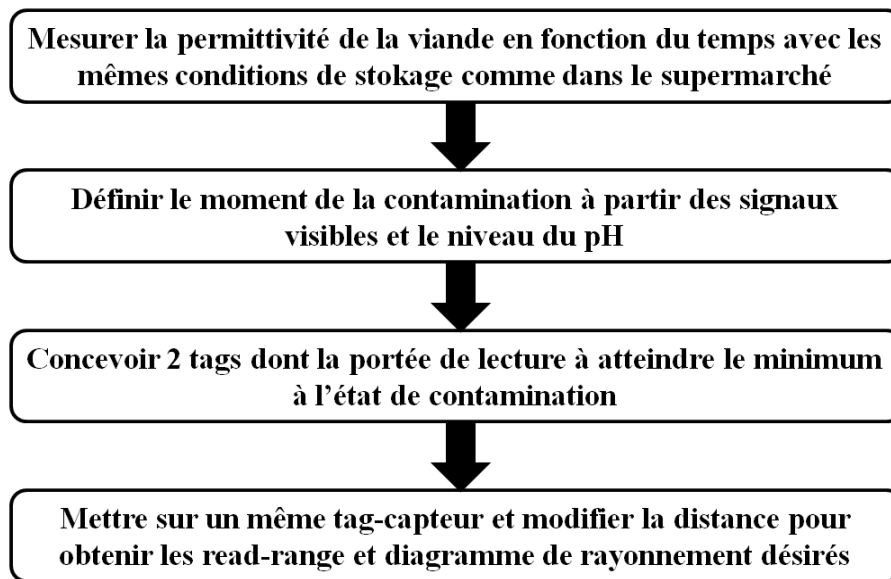 Mesurer la permittivité de la viande en fonction du temps avec les
mêmes conditions de stokage comme dans le supermarché
Définir le moment de la contamination à partir des signaux
visibles et le niveau du pH
Concevoir 2 tags dont la portée de lecture à atteindre le minimum
à l’état de contamination
Mettre sur un même tag-capteur et modifier la distance pour
obtenir les read-range et diagramme de rayonnement désirés